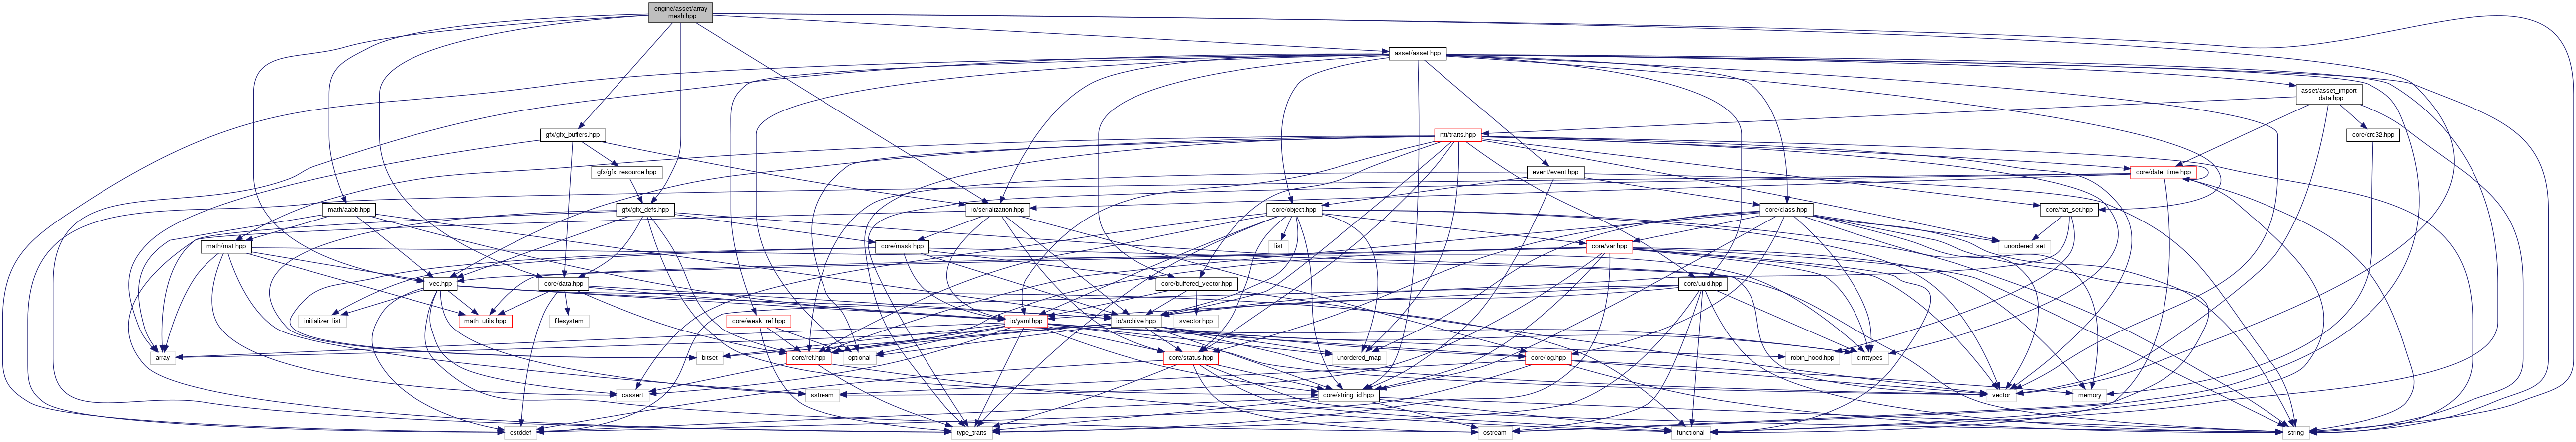 engine/asset/array
_mesh.hpp
asset/asset.hpp
asset/asset_import
_data.hpp
gfx/gfx_buffers.hpp
rtti/traits.hpp
core/crc32.hpp
gfx/gfx_resource.hpp
event/event.hpp
core/date_time.hpp
math/aabb.hpp
gfx/gfx_defs.hpp
io/serialization.hpp
core/object.hpp
core/class.hpp
core/flat_set.hpp
math/mat.hpp
core/mask.hpp
list
core/var.hpp
unordered_set
vec.hpp
core/data.hpp
core/buffered_vector.hpp
core/uuid.hpp
initializer_list
math_utils.hpp
filesystem
core/weak_ref.hpp
io/yaml.hpp
io/archive.hpp
svector.hpp
array
bitset
core/ref.hpp
optional
core/status.hpp
unordered_map
core/log.hpp
robin_hood.hpp
cinttypes
cassert
sstream
core/string_id.hpp
vector
memory
cstddef
type_traits
ostream
functional
string